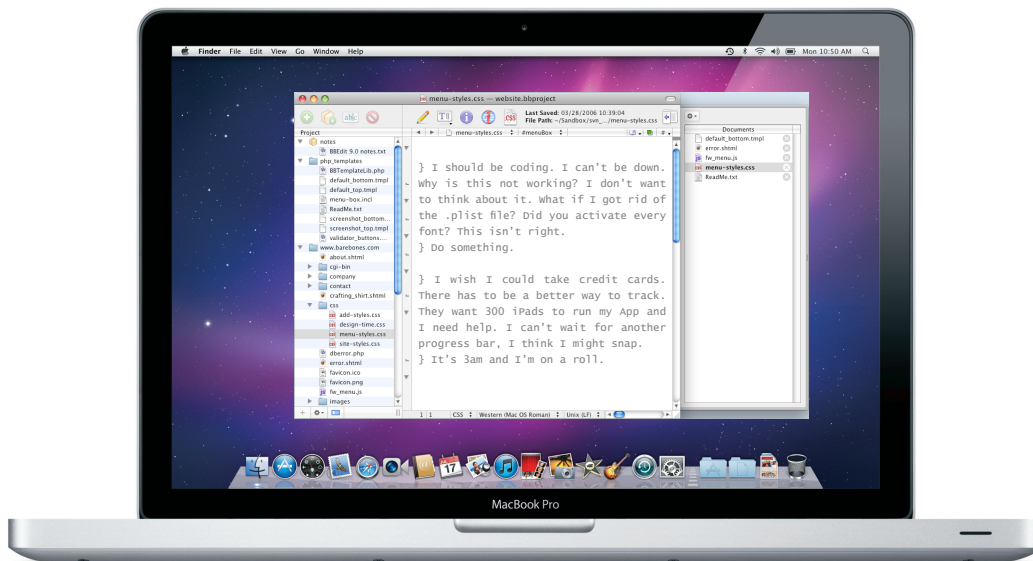 Finder File Edit View Go Window Help
Mon 10:50 AM
menu-styles.css — website.bbproject
abc
T
CSS
Last Saved: 03/28/2006 10:39:04
File Path: ~/Sandbox/svn_.../menu-styles.css
Project
menu-styles.css
#menuBox
#
notes
BBEdit 9.0 notes.txt
php_templates
BBTemplateLib.php
default_bottom.tmpl
default_top.tmpl
menu-box.incl
ReadMe.txt
screenshot_bottom...
screenshot_top.tmpl
validator_buttons....
www.barebones.com
about.shtml
cgi-bin
company
contact
crafting_shirt.shtml
css
add-styles.css
design-time.css
menu-styles.css
site-styles.css
dberror.php
error.shtml
favicon.ico
favicon.png
fw_menu.js
images
} I should be coding. I can't be down.
Why is this not working? I don't want
to think about it. What if I got rid of
the .plist file? Did you activate every
font? This isn't right.
} Do something.
} I wish I could take credit cards.
There has to be a better way to track.
They want 300 iPads to run my App and
I need help. I can't wait for another
progress bar, I think I might snap.
} It's 3am and I'm on a roll.
1 1 CSS Western (Mac OS Roman) Unix (LF)
Documents
default_bottom.tmpl
error.shtml
fw_menu.js
menu-styles.css
ReadMe.txt
17
MacBook Pro